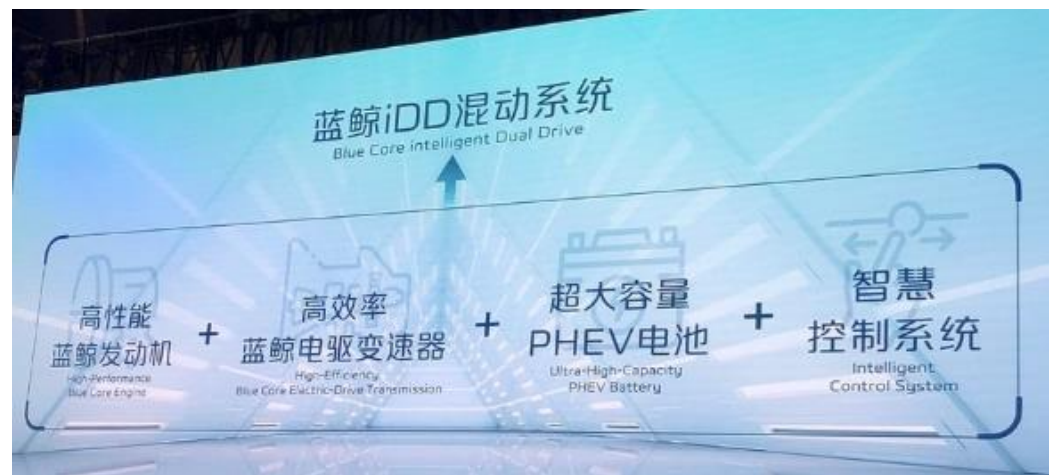 蓝鲸iDD混动系统
Blue Core intelligent Dual Drive
高性能
蓝鲸发动机
High-Performance
Blue Core Engine
+
高效率
蓝鲸电驱变速器
High-Efficiency
Blue Core Electric-Drive Transmission
+
超大容量
PHEV电池
Ultra-High-Capacity
PHEV Battery
+
智慧
控制系统
Intelligent
Control System